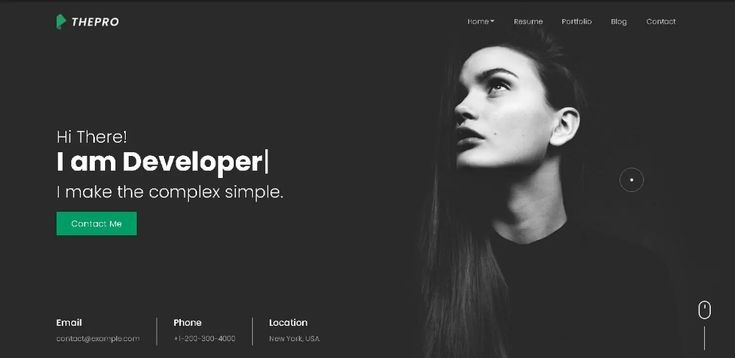 THEPRO
Home Resume Portfolio Blog Contact
Hi There!
I am Developer|
I make the complex simple.
Contact Me
Email Phone Location
contact@example.com +1-200-300-4000 New York, USA